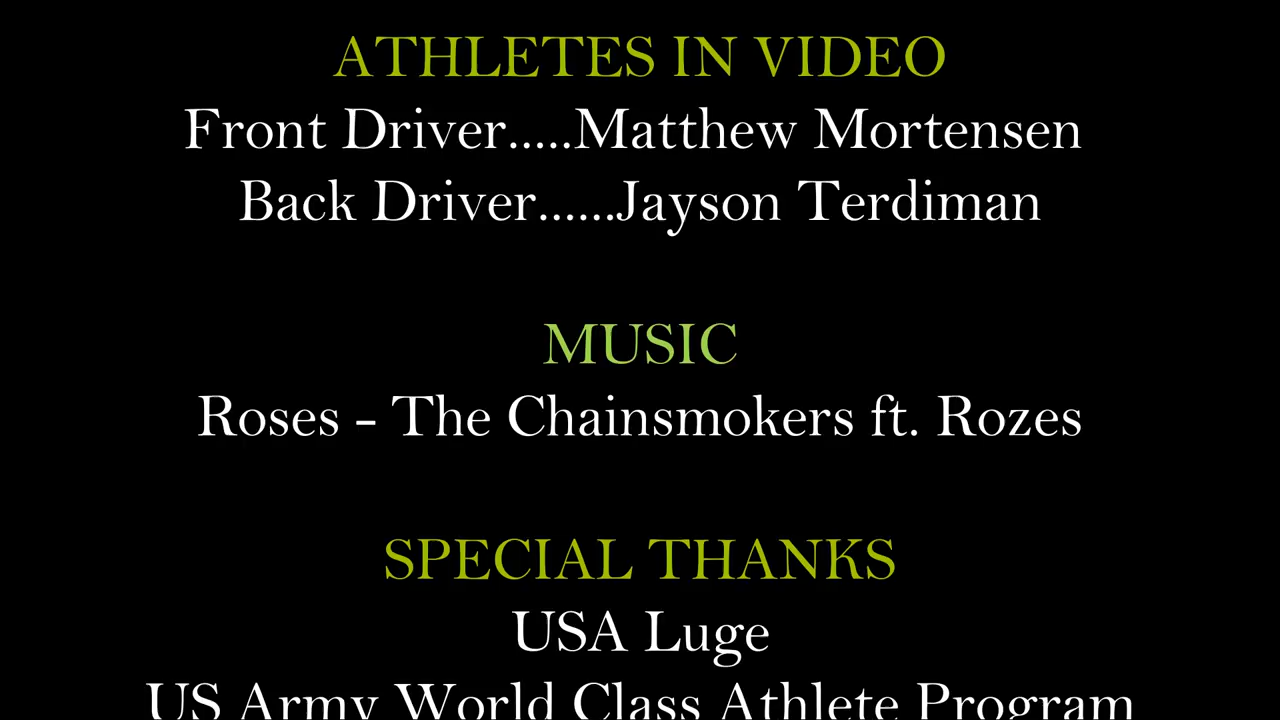 ATHLETES IN VIDEO
Front Driver.....Matthew Mortensen
Back Driver......Jayson Terdiman
MUSIC
Roses - The Chainsmokers ft. Rozes
SPECIAL THANKS
USA Luge
US Army World Class Athlete Program